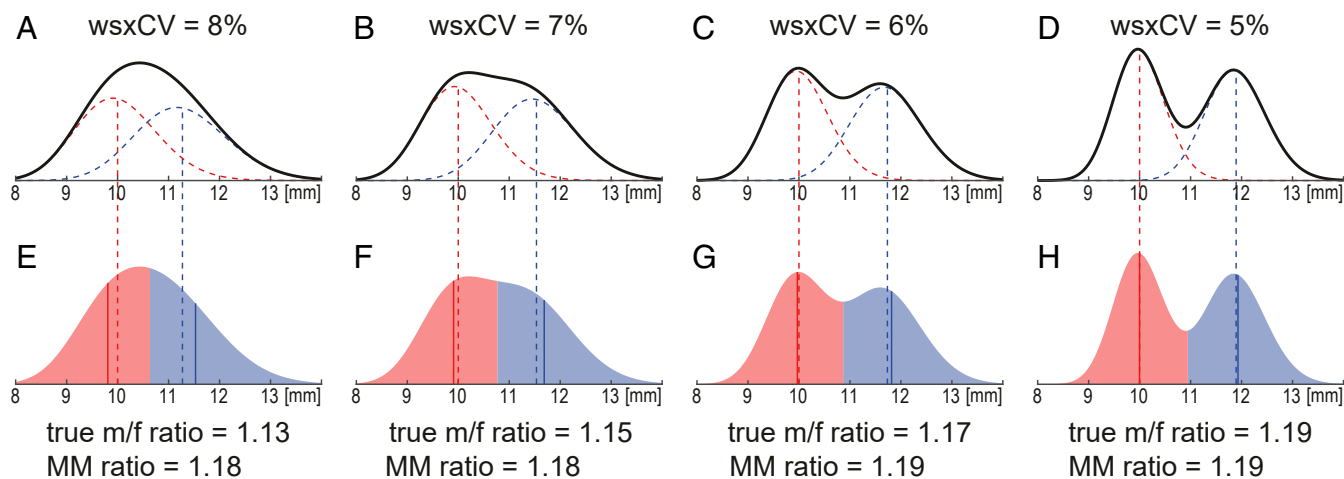 A wsxCV = 8% B wsxCV = 7% C wsxCV = 6% D wsxCV = 5%
8 9 10 11 12 13 [mm] 8 9 10 11 12 13 [mm] 8 9 10 11 12 13 [mm] 8 9 10 11 12 13 [mm]
E F G H
8 9 10 11 12 13 [mm] 8 9 10 11 12 13 [mm] 8 9 10 11 12 13 [mm] 8 9 10 11 12 13 [mm]
true m/f ratio = 1.13 true m/f ratio = 1.15 true m/f ratio = 1.17 true m/f ratio = 1.19
MM ratio = 1.18 MM ratio = 1.18 MM ratio = 1.19 MM ratio = 1.19